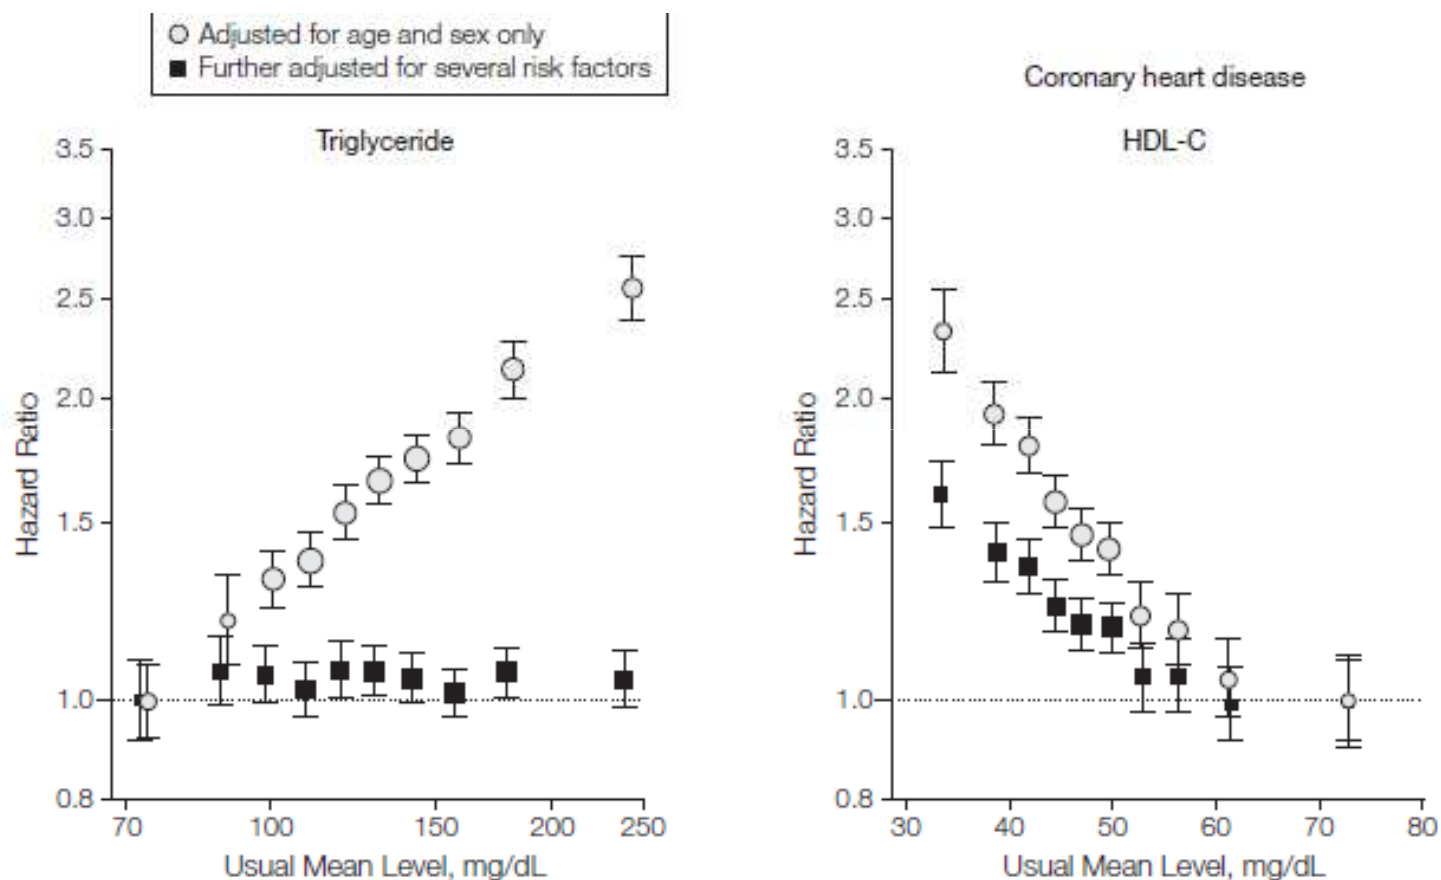 Adjusted for age and sex only
Further adjusted for several risk factors
Coronary heart disease
Triglyceride
3.5
3.0
2.5
2.0
1.5
1.0
0.8
Hazard Ratio
70 100 150 200 250
Usual Mean Level, mg/dL
HDL-C
3.5
3.0
2.5
2.0
1.5
1.0
0.8
Hazard Ratio
30 40 50 60 70 80
Usual Mean Level, mg/dL